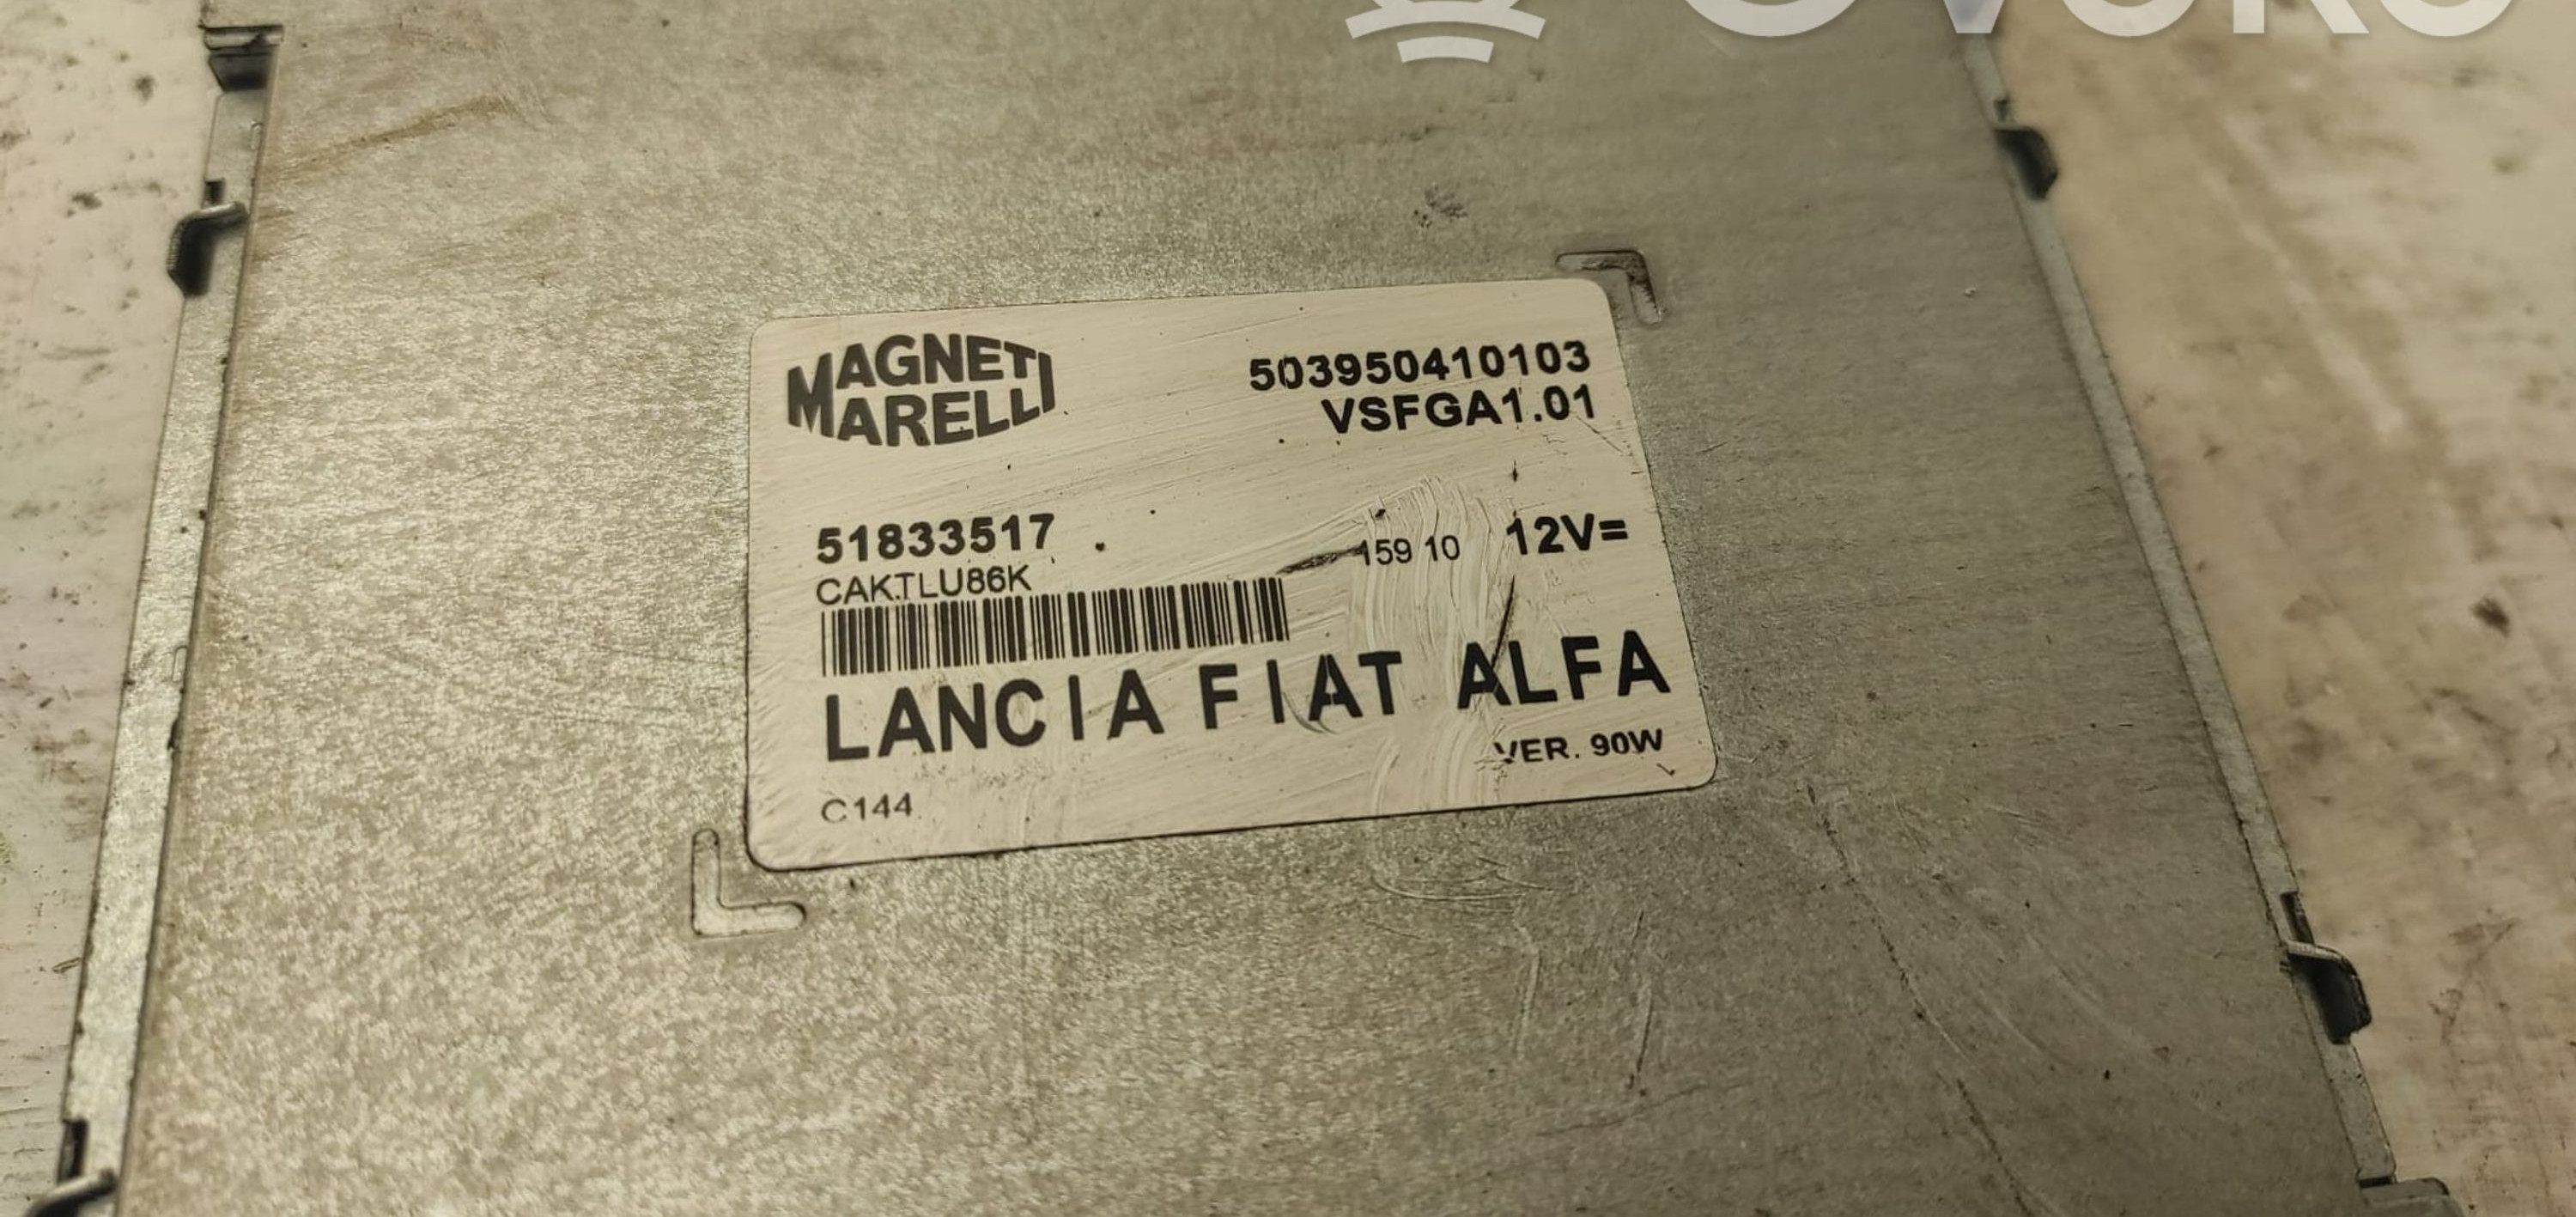 MAGNETI
MARELLI
503950410103
VSFGA1.01
51833517
159 10 12V=
CAKTLU86K
LANCIA FIAT ALFA
VER. 90W
C144